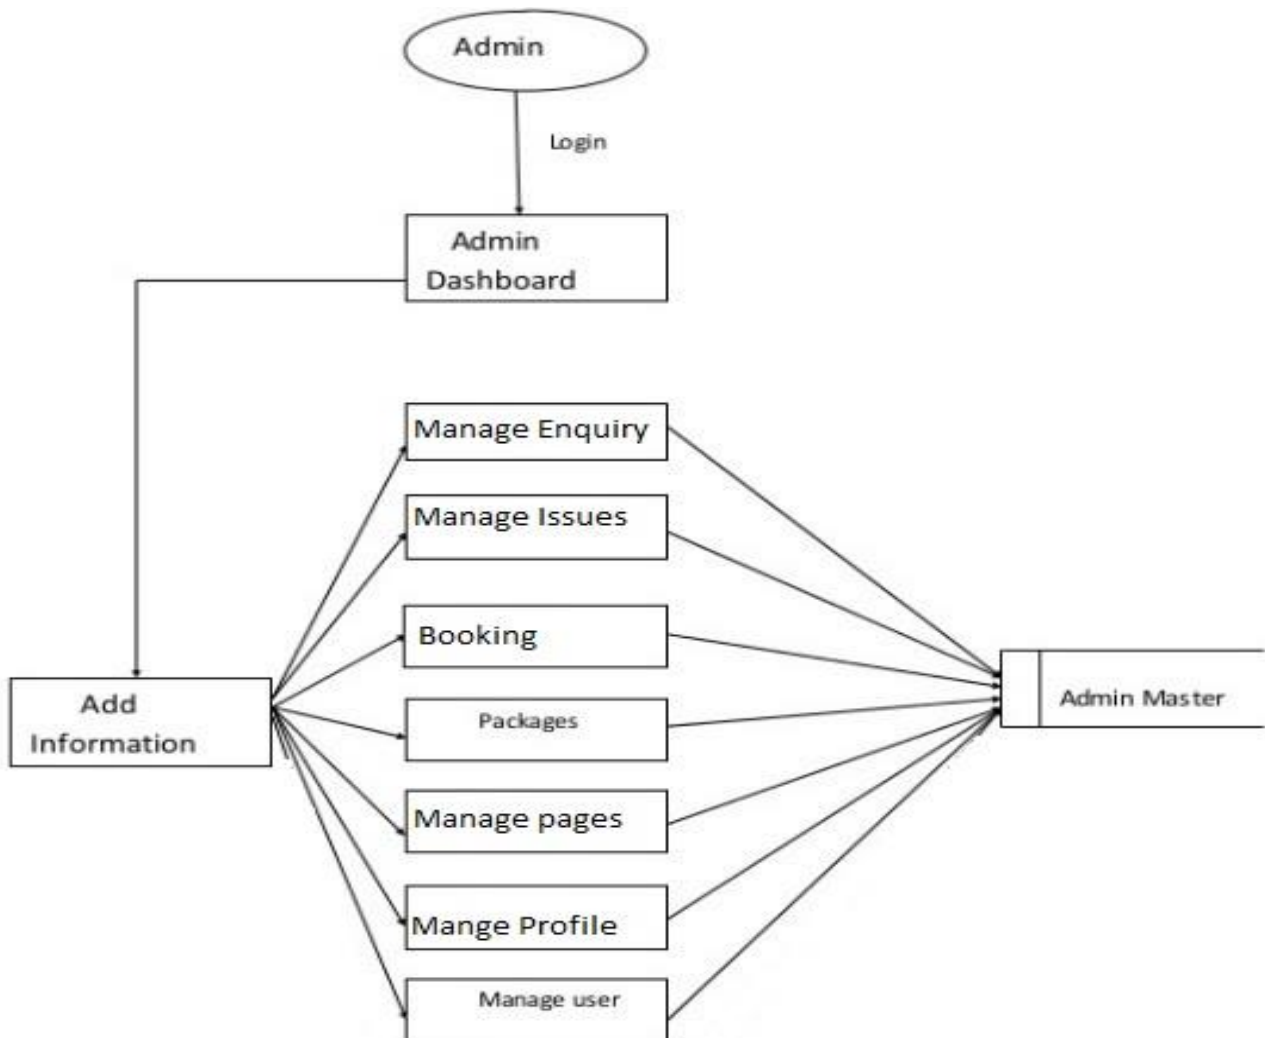 Admin
Login
Admin
Dashboard
Manage Enquiry
Manage Issues
Booking
Packages
Manage pages
Mange Profile
Manage user
Add
Information
Admin Master